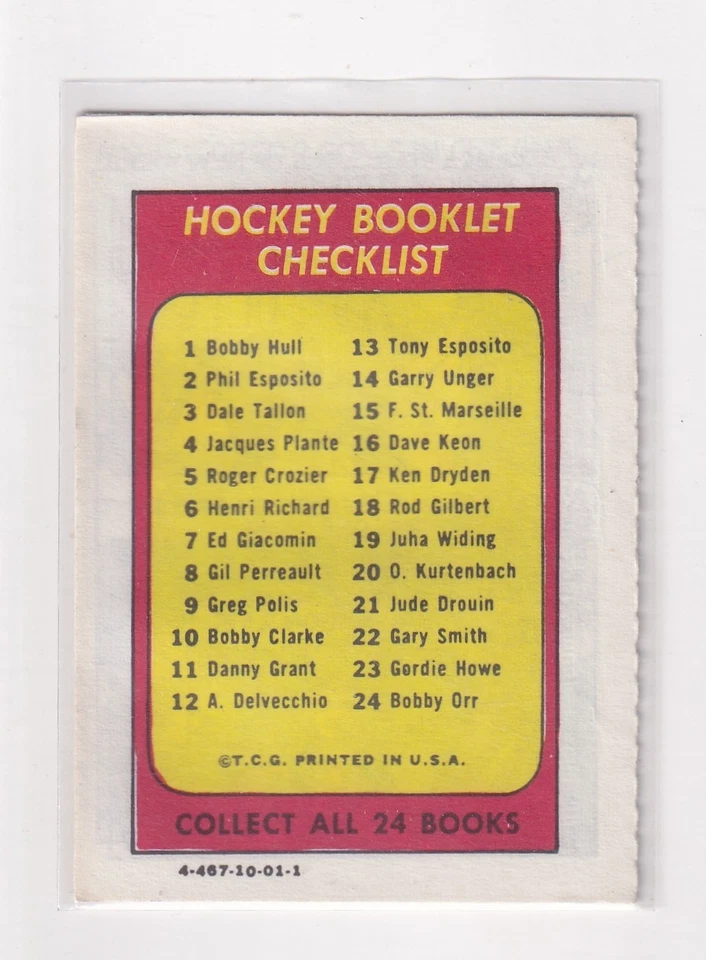 HOCKEY BOOKLET
CHECKLIST
1 Bobby Hull
2 Phil Esposito
3 Dale Tallon
4 Jacques Plante
5 Roger Crozier
6 Henri Richard
7 Ed Giacomin
8 Gil Perreault
9 Greg Polis
10 Bobby Clarke
11 Danny Grant
12 A. Delvecchio
13 Tony Esposito
14 Garry Unger
15 F. St. Marseille
16 Dave Keon
17 Ken Dryden
18 Rod Gilbert
19 Juha Widing
20 O. Kurtenbach
21 Jude Drouin
22 Gary Smith
23 Gordie Howe
24 Bobby Orr
©T.C.G. PRINTED IN U.S.A.
COLLECT ALL 24 BOOKS
4-467-10-01-1